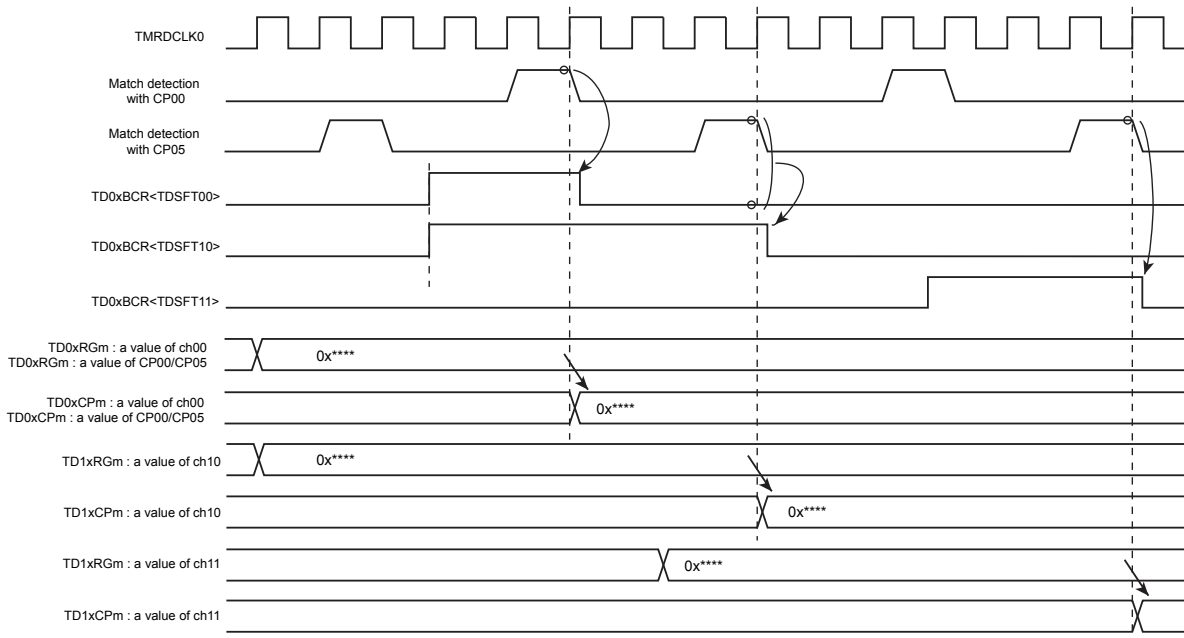 TMRDCLK0
Match detection
with CP00
Match detection
with CP05
TD0xBCR<TDSFT00>
TD0xBCR<TDSFT10>
TD0xBCR<TDSFT11>
TD0xRGm : a value of ch00
TD0xRGm : a value of CP00/CP05
0x****
TD0xCPm : a value of ch00
TD0xCPm : a value of CP00/CP05
0x****
TD1xRGm : a value of ch10
0x****
TD1xCPm : a value of ch10
0x****
TD1xRGm : a value of ch11
0x****
TD1xCPm : a value of ch11